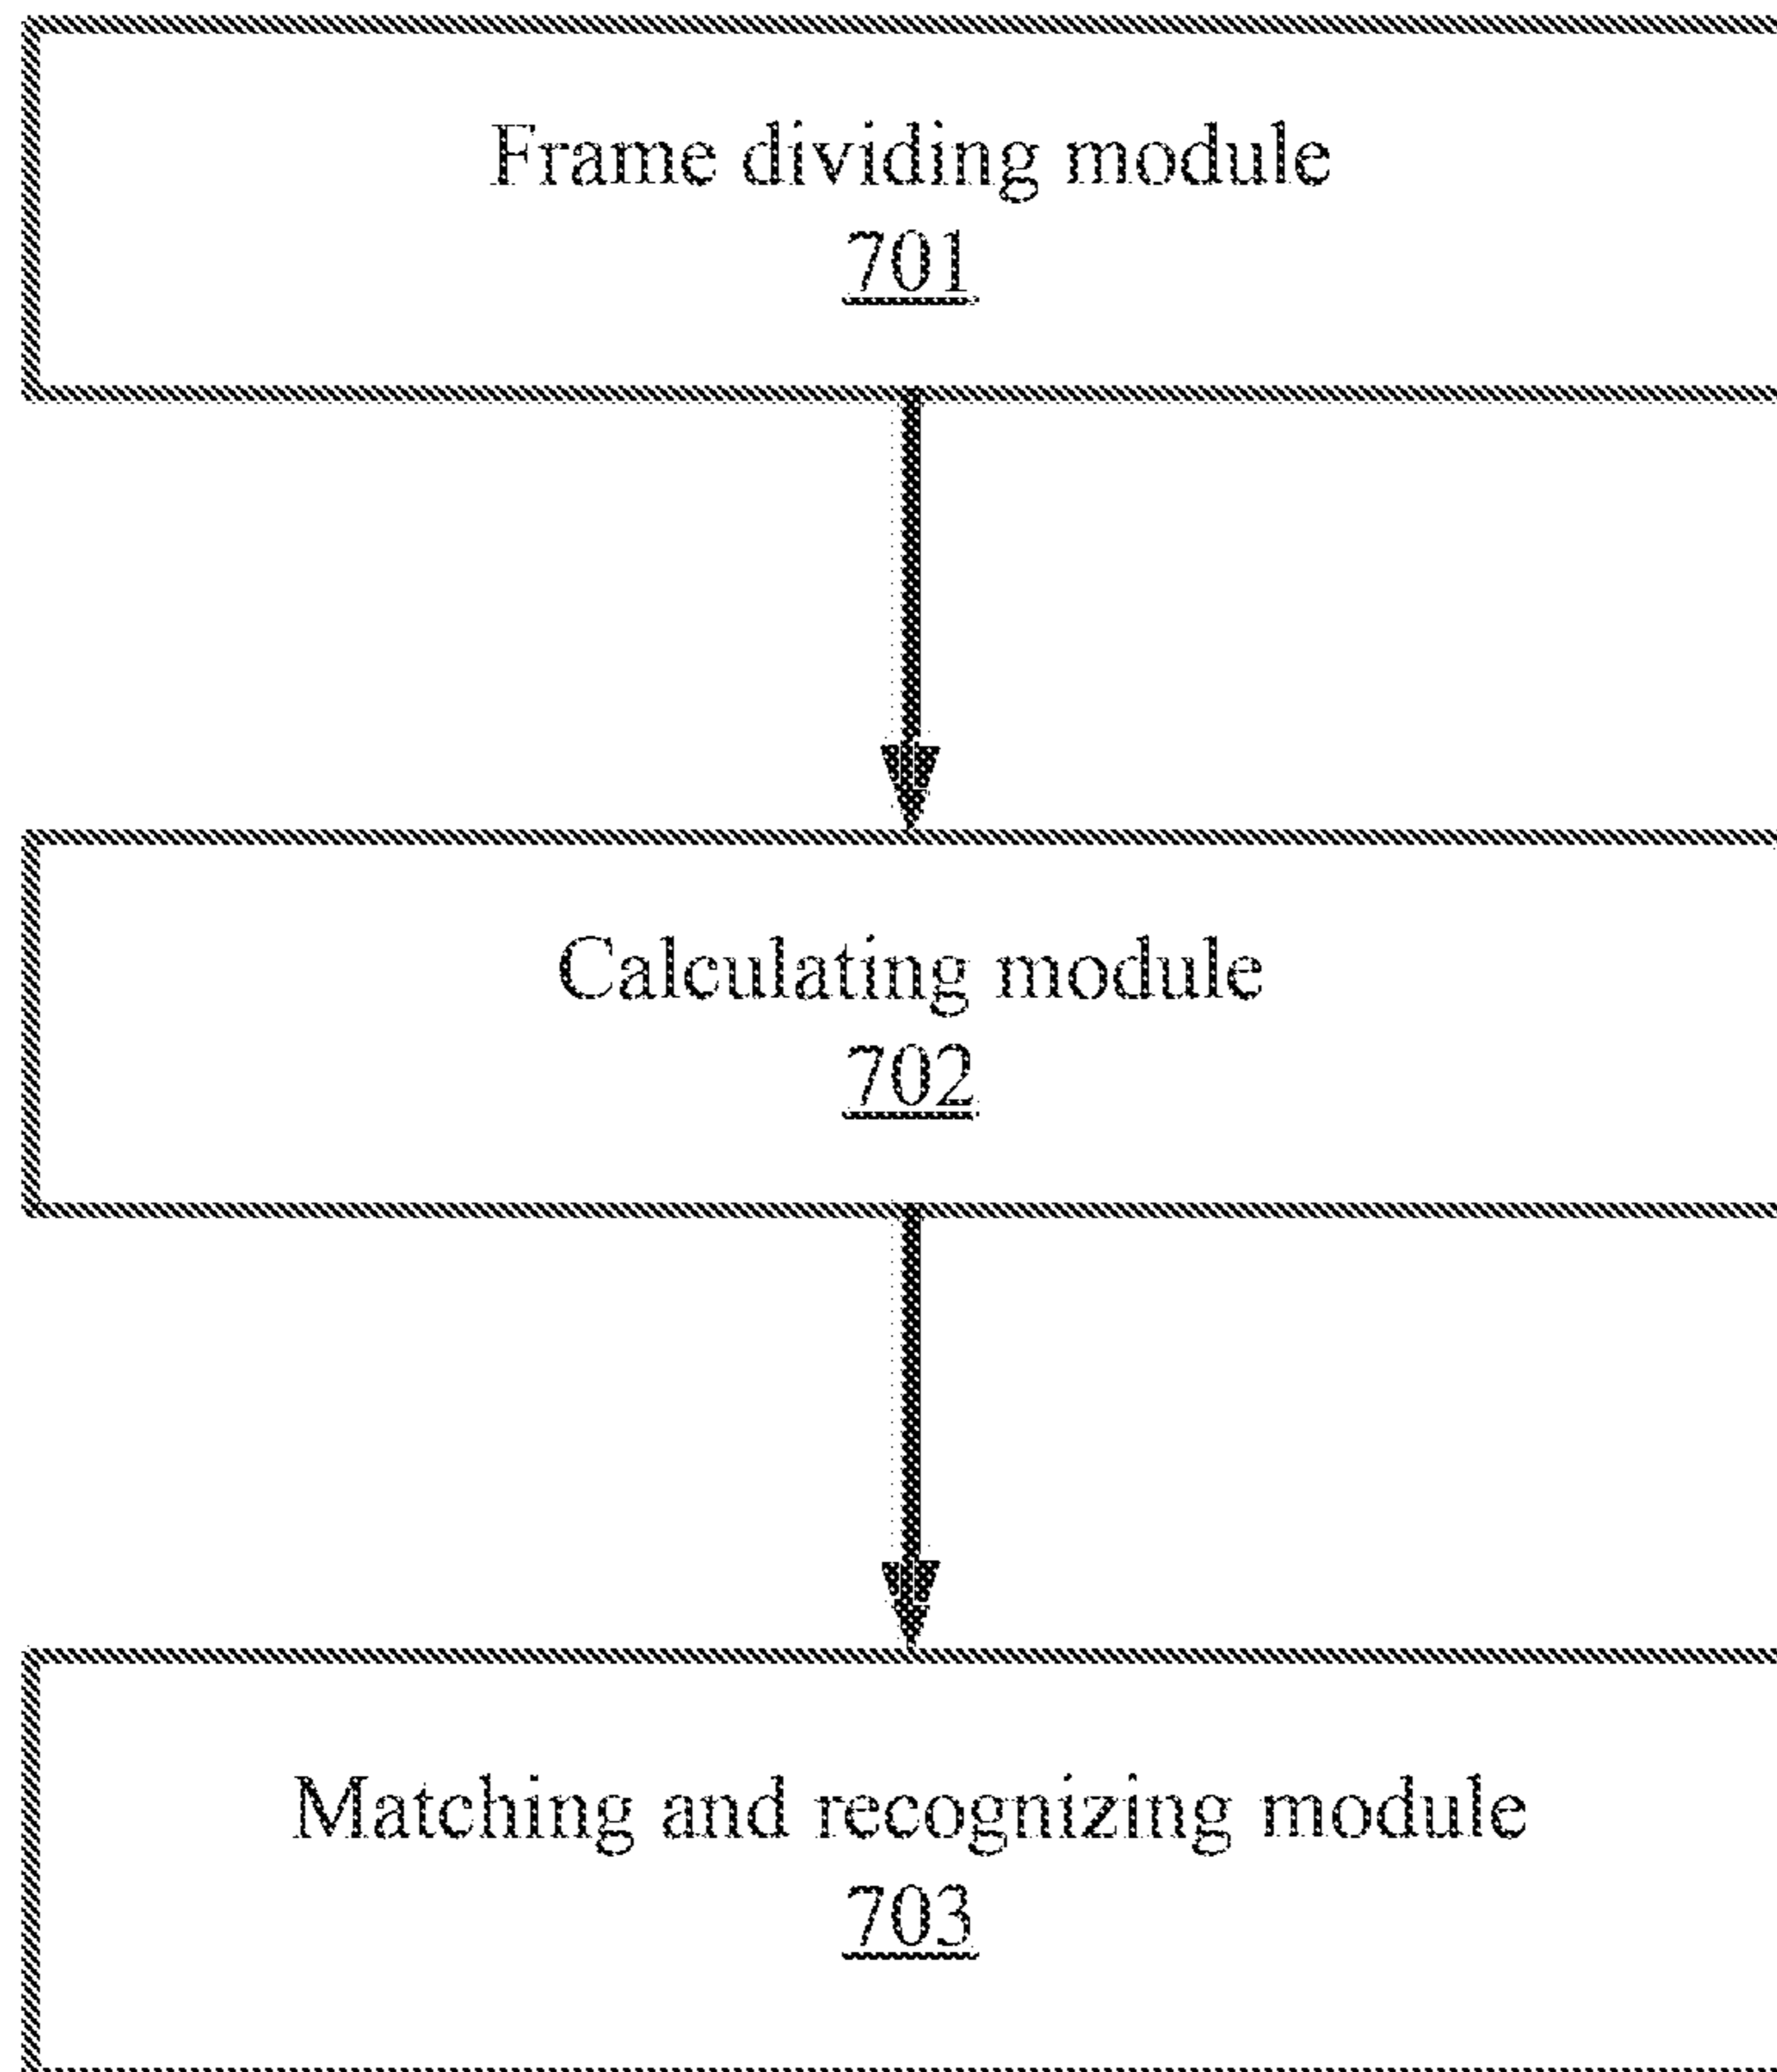 Frame dividing module
701
Calculating module
702
Matching and recognizing module
703